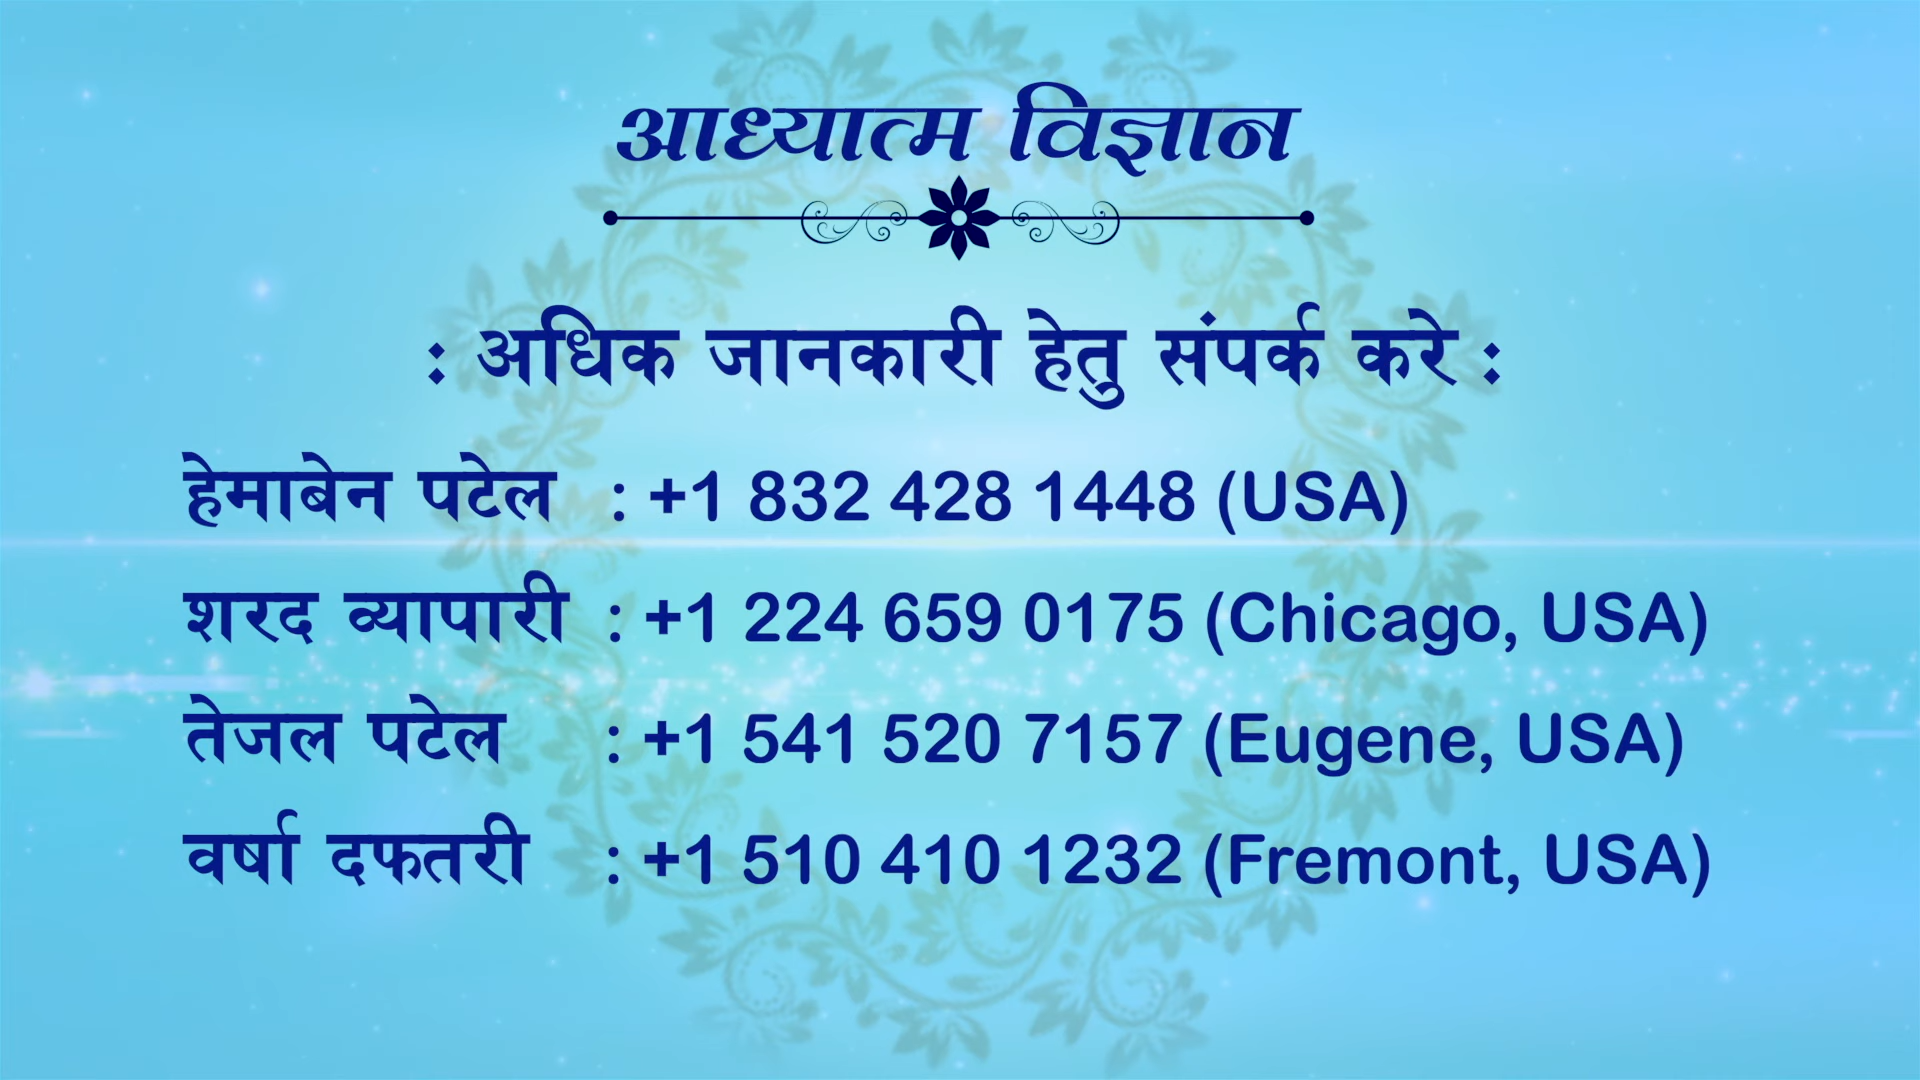 आध्यात्म विज्ञान
: अधिक जानकारी हेतु संपर्क करे :
हेमाबेन पटेल : +1 832 428 1448 (USA)
शरद व्यापारी : +1 224 659 0175 (Chicago, USA)
तेजल पटेल : +1 541 520 7157 (Eugene, USA)
वर्षा दफतरी : +1 510 410 1232 (Fremont, USA)